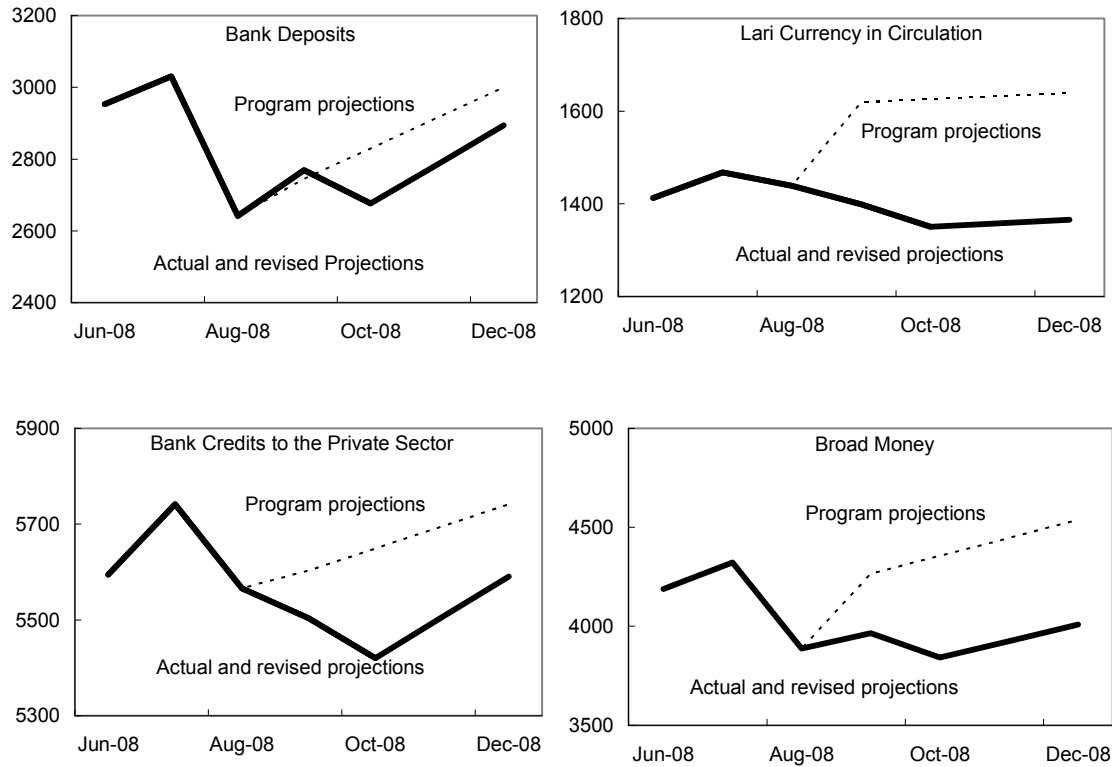 Bank Deposits
3200
3000
2800
2600
2400
Program projections
Actual and revised Projections
Jun-08 Aug-08 Oct-08 Dec-08
Lari Currency in Circulation
1800
1600
1400
1200
Program projections
Actual and revised projections
Jun-08 Aug-08 Oct-08 Dec-08
Bank Credits to the Private Sector
5900
5700
5500
5300
Program projections
Actual and revised projections
Jun-08 Aug-08 Oct-08 Dec-08
Broad Money
5000
4500
4000
3500
Program projections
Actual and revised projections
Jun-08 Aug-08 Oct-08 Dec-08